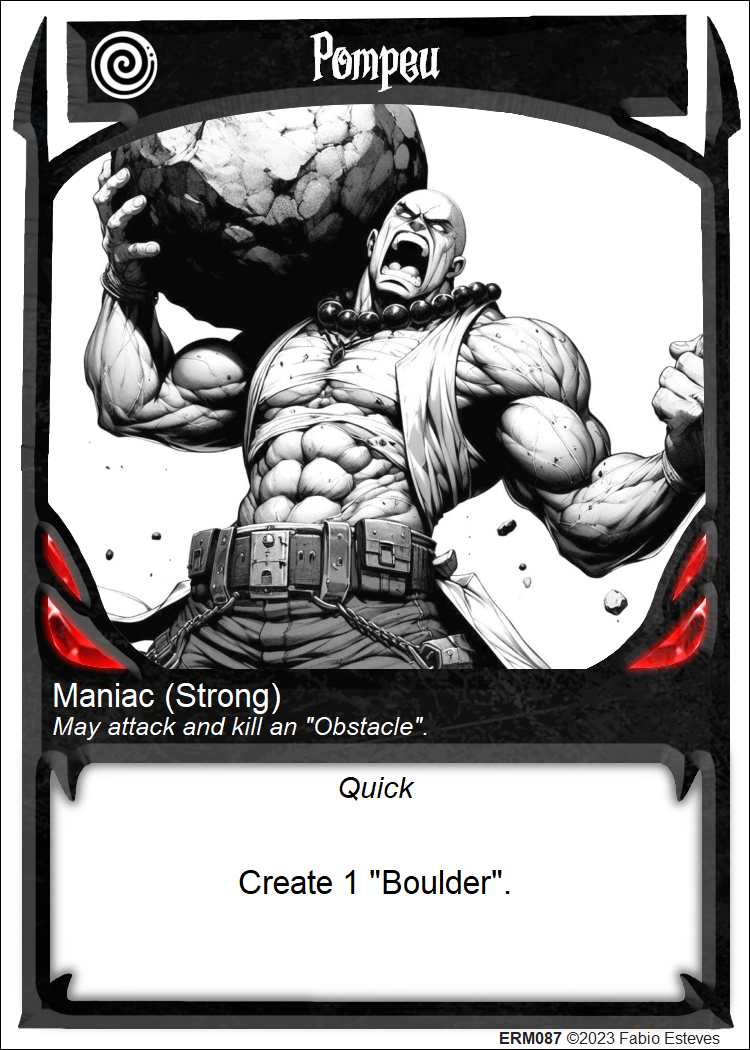 Pompeu
Maniac (Strong)
May attack and kill an "Obstacle".
Quick
Create 1 "Boulder".
ERM087 ©2023 Fabio Esteves